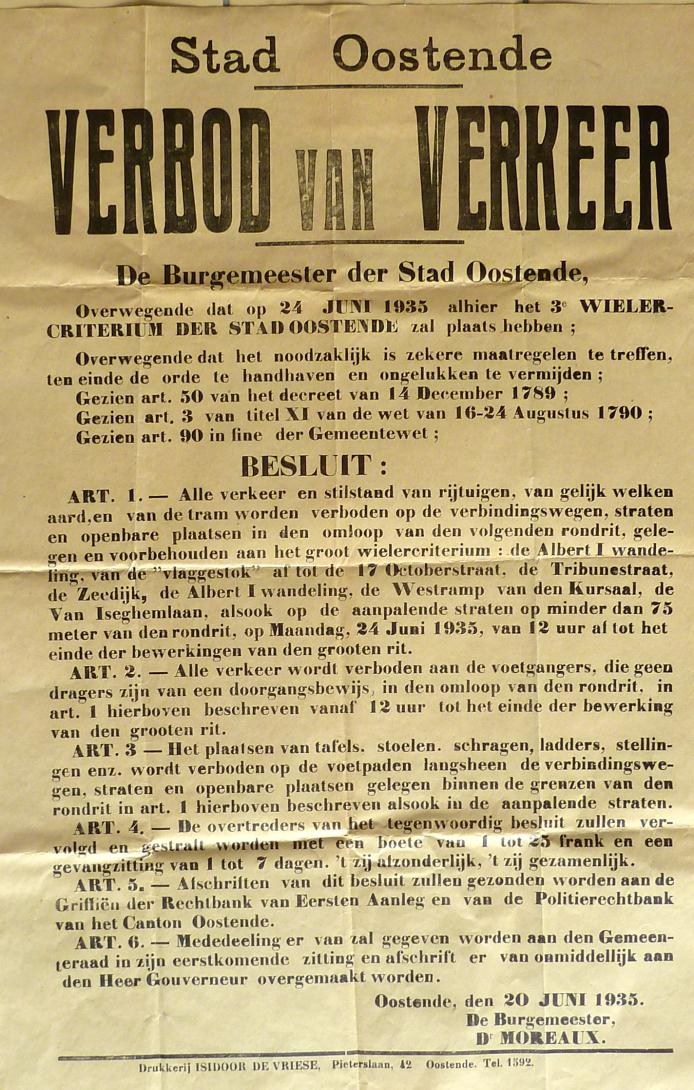 Stad Oostende
VERBOD VAN VERKEER
De Burgemeester der Stad Oostende,
Overwegende dat op 24 JUNI 1935 alhier het 3e WIELER-
CRITERIUM DER STAD OOSTENDE zal plaats hebben ;
Overwegende dat het noodzaklijk is zekere maatregelen te treffen,
ten einde de orde te handhaven en ongelukken te vermijden ;
Gezien art. 50 van het decreet van 14 December 1789 ;
Gezien art. 3 van titel XI van de wet van 16-24 Augustus 1790 ;
Gezien art. 90 in fine der Gemeentewet ;
BESLUIT :
ART. 1. — Alle verkeer en stilstand van rijtuigen, van gelijk welken
aard,en van de tram worden verboden op de verbindingswegen, straten
en openbare plaatsen in den omloop van den volgenden rondrit, gele-
gen en voorbehouden aan het groot wielercriterium : de Albert I wande-
ling, van de "vlaggestok" af tot de 17 Octoberstraat, de Tribunestraat,
de Zeedijk, de Albert I wandeling, de Westramp van den Kursaal, de
Van Iseghemlaan, alsook op de aanpalende straten op minder dan 75
meter van den rondrit, op Maandag, 24 Juni 1935, van 12 uur af tot het
einde der bewerkingen van den grooten rit.
ART. 2. — Alle verkeer wordt verboden aan de voetgangers, die geen
dragers zijn van een doorgangsbewijs, in den omloop van den rondrit, in
art. 1 hierboven beschreven vanaf 12 uur tot het einde der bewerking
van den grooten rit.
ART. 3 — Het plaatsen van tafels. stoelen. schragen, ladders, stellin-
gen enz. wordt verboden op de voetpaden langsheen de verbindingswe-
gen, straten en openbare plaatsen gelegen binnen de grenzen van den
rondrit in art. 1 hierboven beschreven alsook in de aanpalende straten.
ART. 4. — De overtreders van het tegenwoordig besluit zullen ver-
volgd en gestraft worden met een boete van 1 tot 25 frank en een
gevangzitting van 1 tot 7 dagen. 't zij afzonderlijk, 't zij gezamenlijk.
ART. 5. — Afschriften van dit besluit zullen gezonden worden aan de
Griffiën der Rechtbank van Eersten Aanleg en van de Politierechtbank
van het Canton Oostende.
ART. 6. — Mededeeling er van zal gegeven worden aan den Gemeen-
teraad in zijn eerstkomende zitting en afschrift er van onmiddellijk aan
den Heer Gouverneur overgemaakt worden.
Oostende, den 20 JUNI 1935.
De Burgemeester,
Dr MOREAUX.
Drukkerij ISIDOOR DE VRIESE, Pieterslaan, 42 Oostende. Tel. 1592.